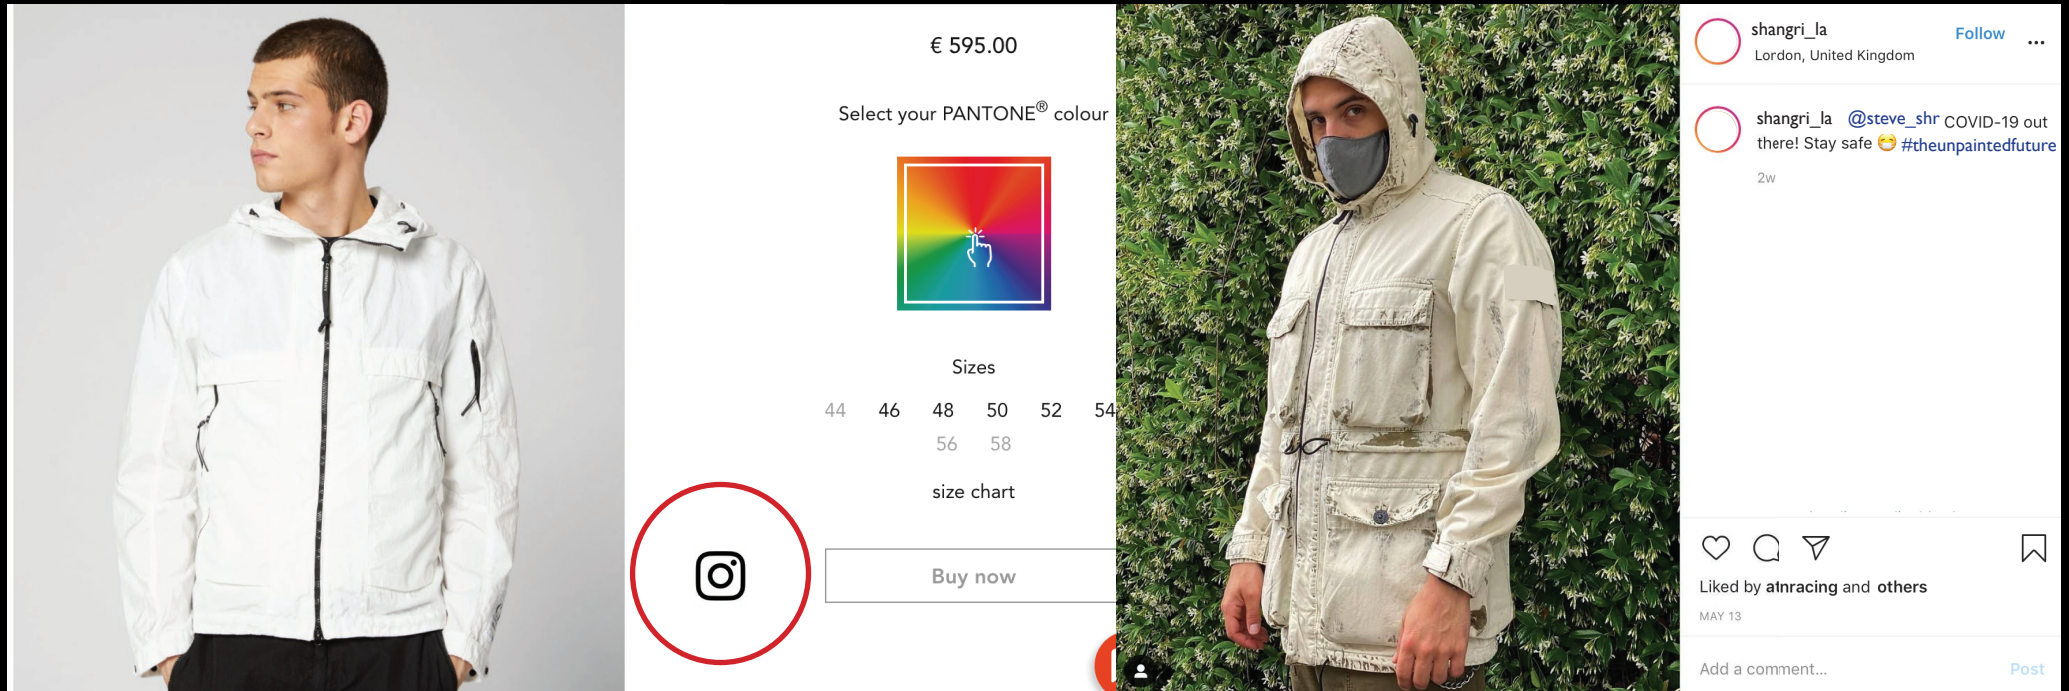 € 595.00
Select your PANTONE® colour
Sizes
44 46 48 50 52 54
56 58
size chart
Buy now
shangri_la
Follow
Lordon, United Kingdom
shangri_la @steve_shr COVID-19 out
there! Stay safe 😷 #theunpaintedfuture
2w
Liked by a1nracing and others
MAY 13
Add a comment...
Post